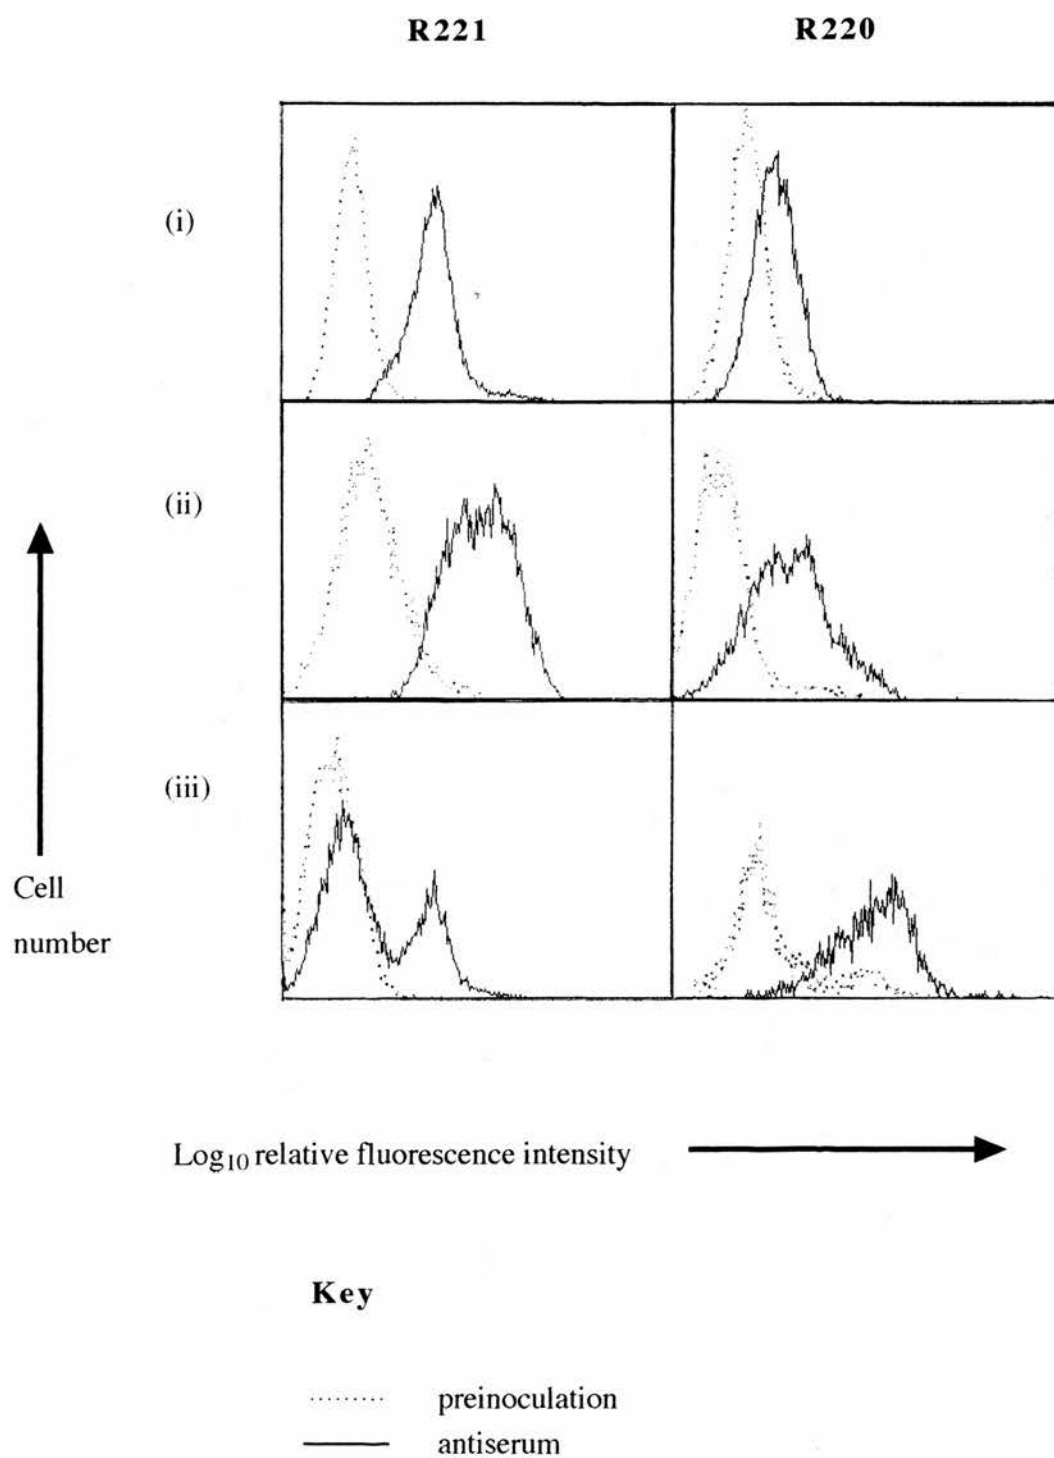 R221 R220
(i)
(ii)
(iii)
Cell
number
Log10 relative fluorescence intensity
Key
preinoculation
antiserum